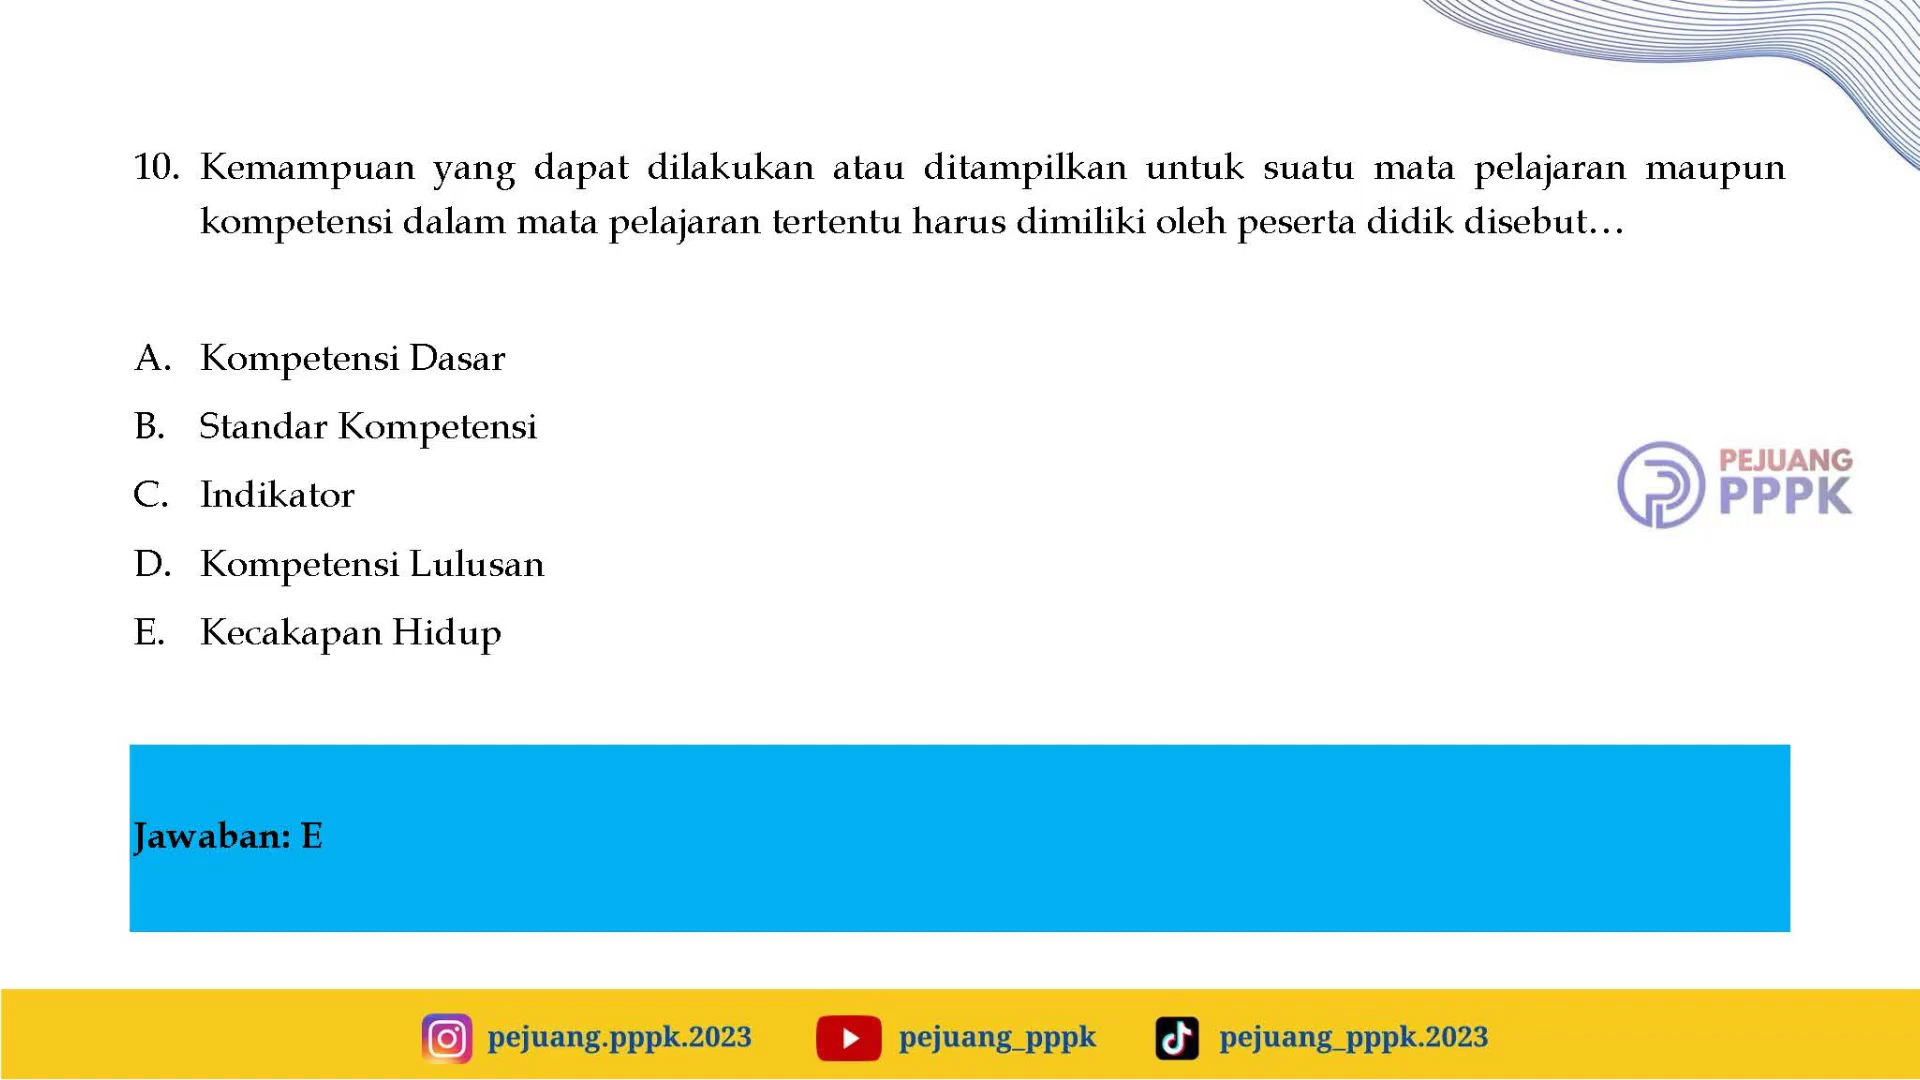 10. Kemampuan yang dapat dilakukan atau ditampilkan untuk suatu mata pelajaran maupun
kompetensi dalam mata pelajaran tertentu harus dimiliki oleh peserta didik disebut…
A. Kompetensi Dasar
B. Standar Kompetensi
C. Indikator
D. Kompetensi Lulusan
E. Kecakapan Hidup
PEJUANG
PPPK
Jawaban: E
pejuang.pppk.2023 pejuang_pppk pejuang_pppk.2023